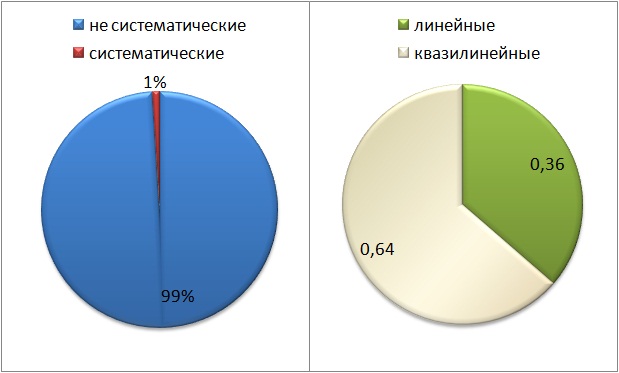 не систематические
систематические
1%
99%
линейные
квазилинейные
0,36
0,64